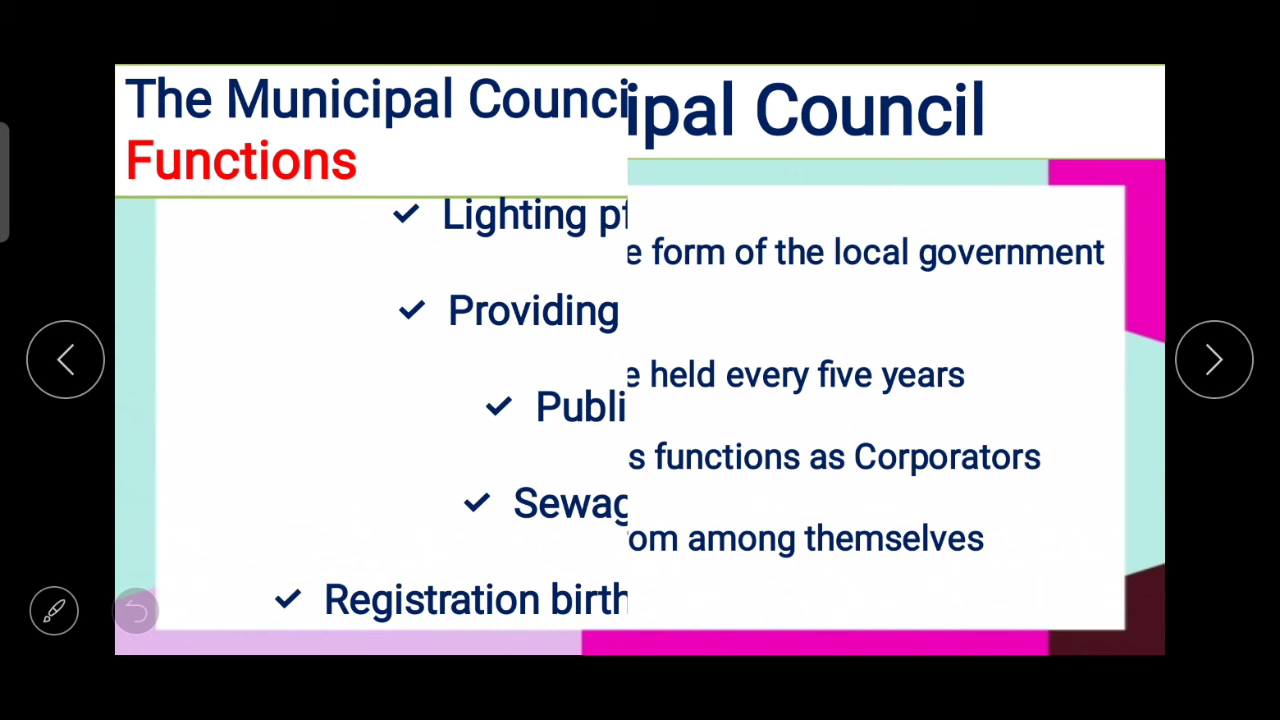 The Municipal Counci
Functions
Lighting
Providing
Publi
Sewag
Registration birth
ipal Council
e form of the local government
e held every five years
s functions as Corporators
om among themselves